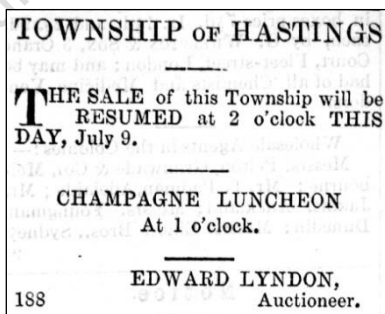 TOWNSHIP OF HASTINGS
THE SALE of this Township will be
RESUMED at 2 o'clock THIS
DAY, July 9.
CHAMPAGNE LUNCHEON
At 1 o'clock.
EDWARD LYNDON,
188 Auctioneer.